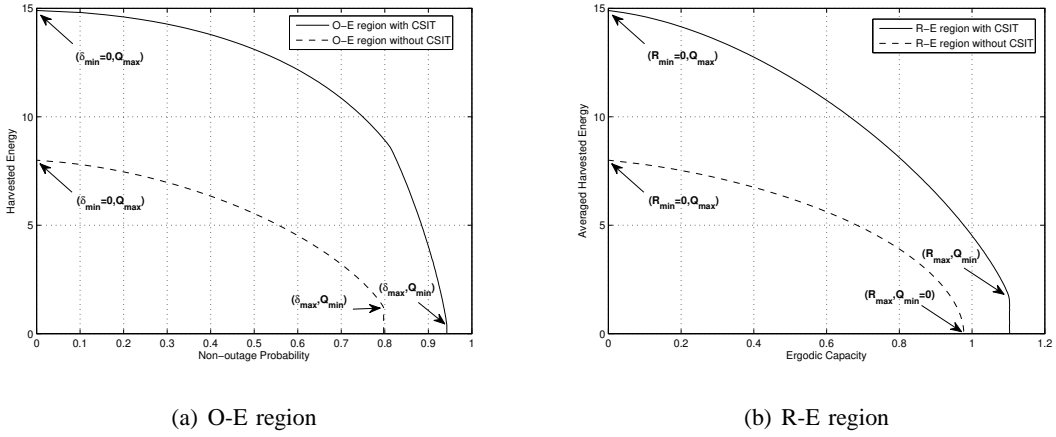 15
10
5
0
Harvested Energy
0 0.1 0.2 0.3 0.4 0.5 0.6 0.7 0.8 0.9 1
Non−outage Probability
O−E region with CSIT
O−E region without CSIT
(δmin=0,Qmax)
(δmin=0,Qmax)
(δmax,Qmin)
(δmax,Qmin)
(a) O-E region
15
10
5
0
Averaged Harvested Energy
0 0.2 0.4 0.6 0.8 1 1.2
Ergodic Capacity
R−E region with CSIT
R−E region without CSIT
(Rmin=0,Qmax)
(Rmin=0,Qmax)
(Rmax,Qmin)
(Rmax,Qmin=0)
(b) R-E region